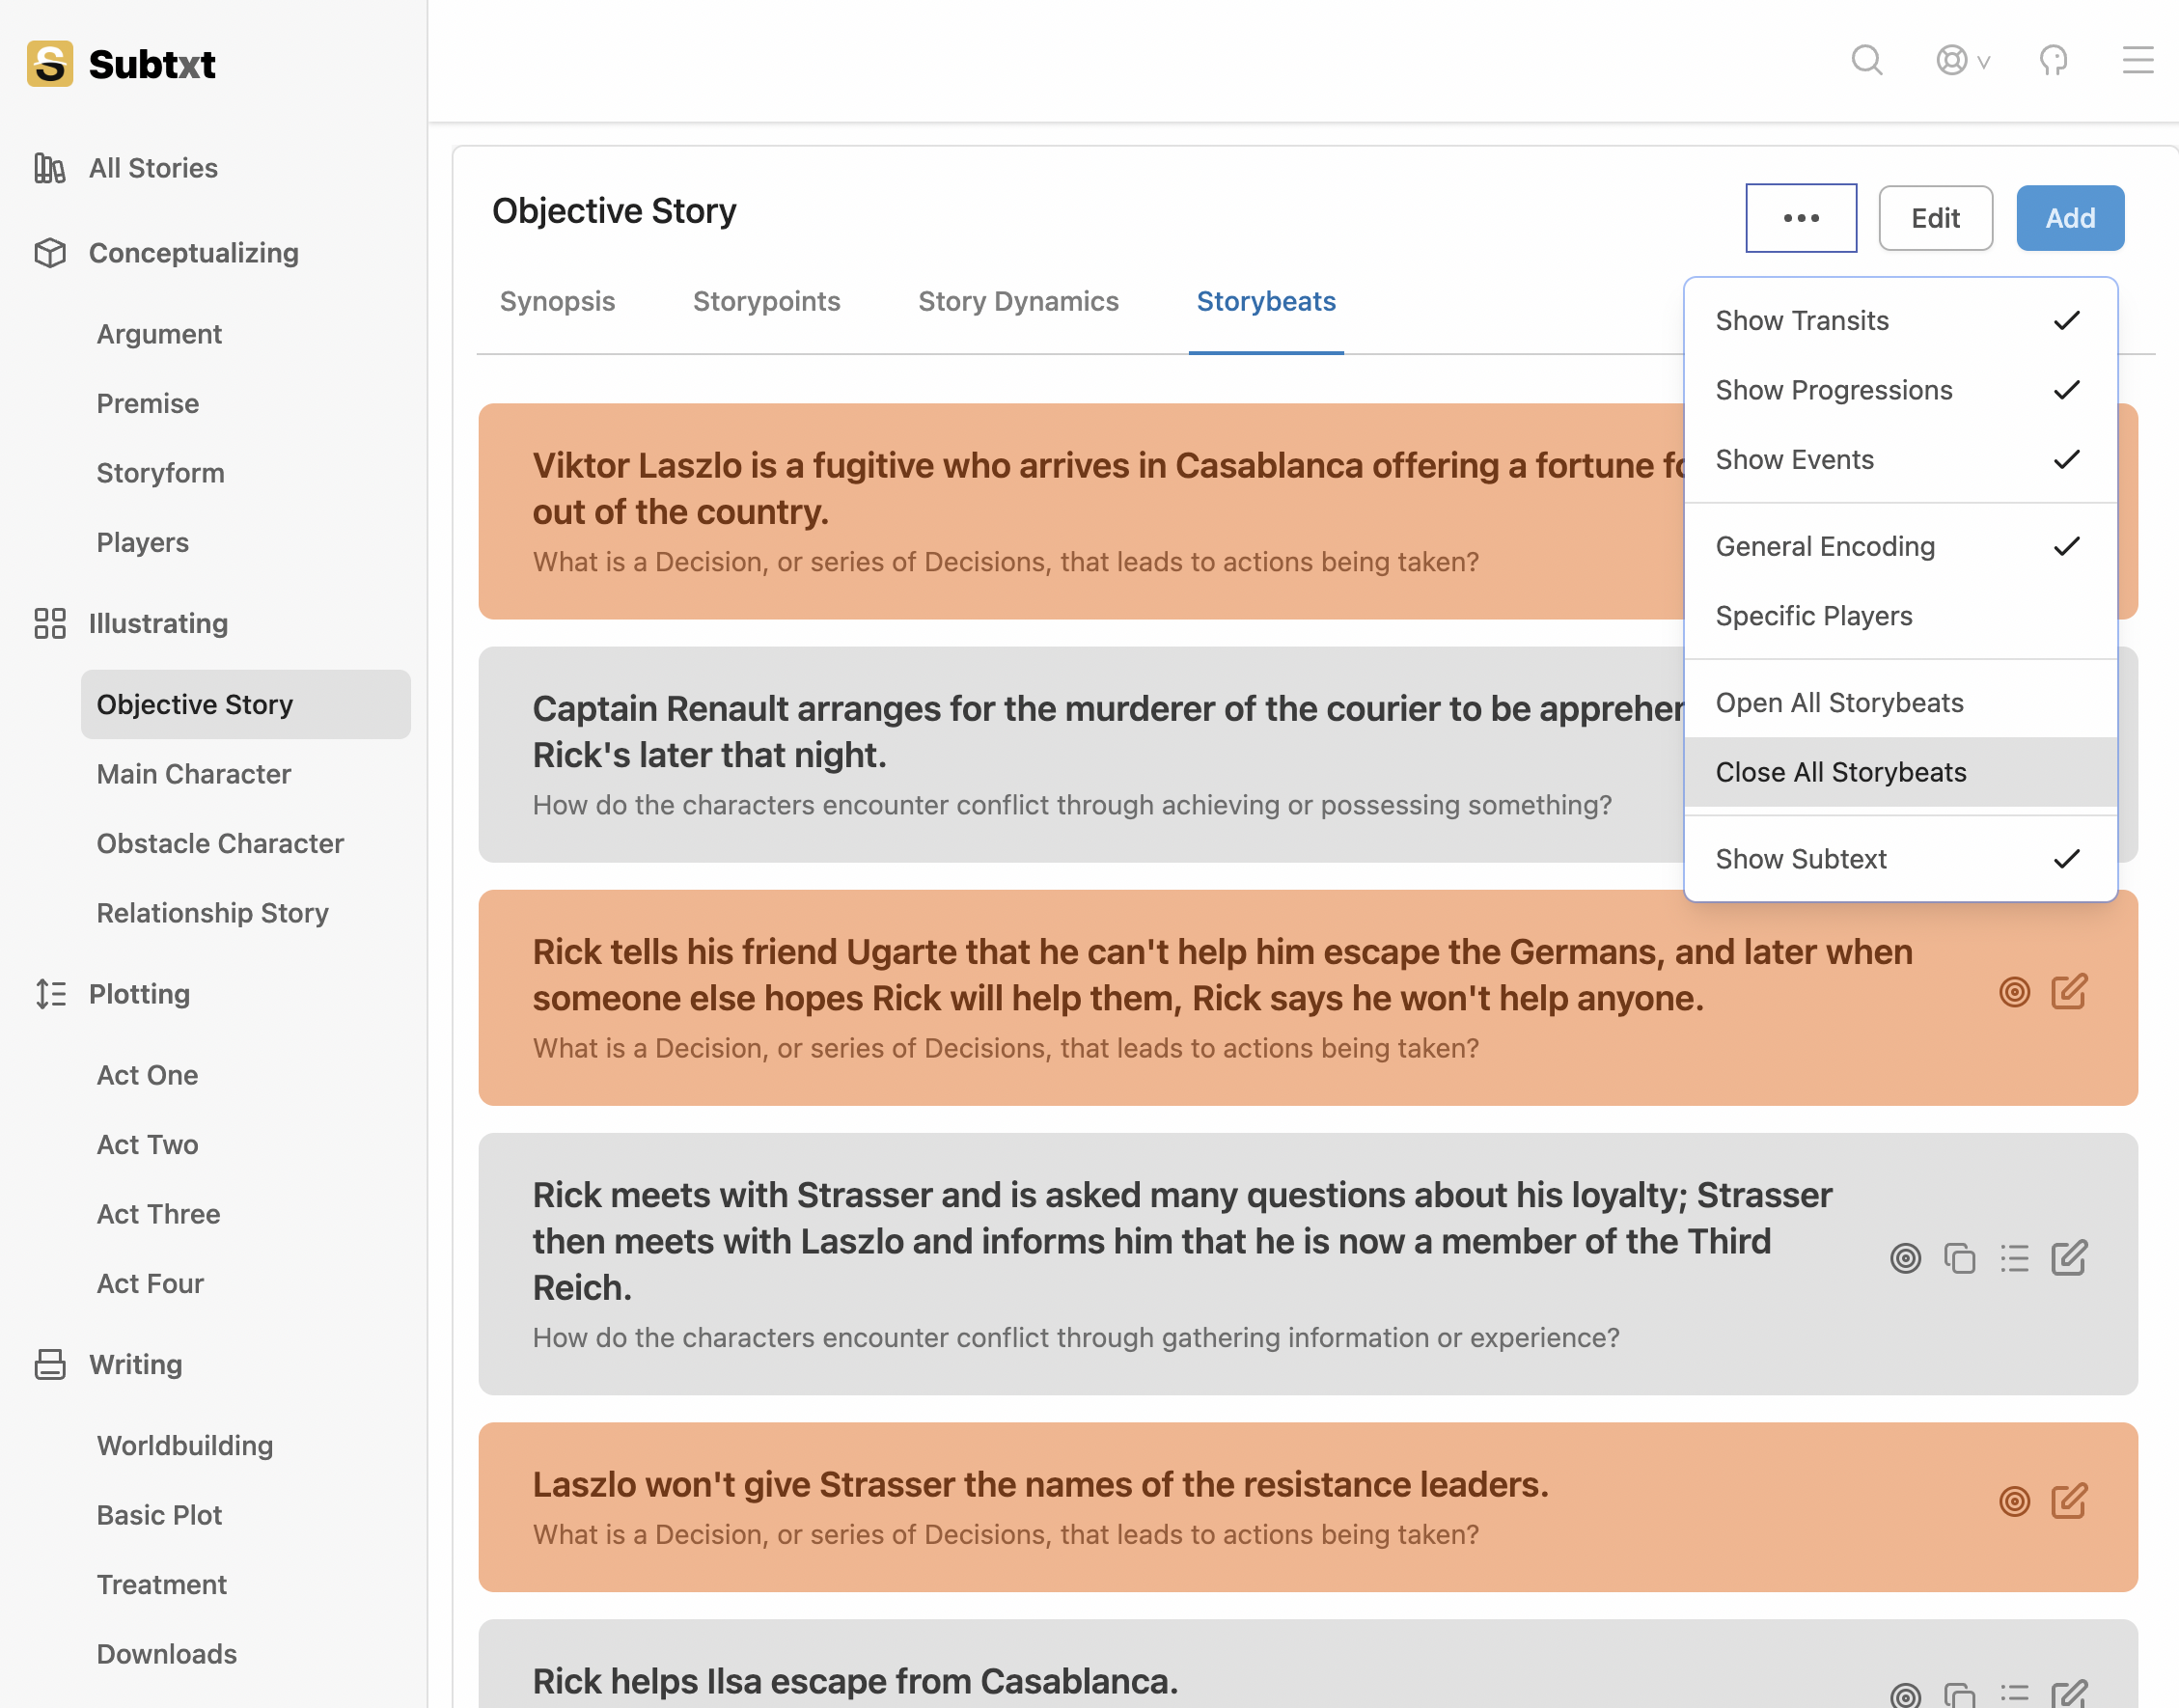 Subtxt
All Stories
Conceptualizing
Argument
Premise
Storyform
Players
Illustrating
Objective Story
Main Character
Obstacle Character
Relationship Story
Plotting
Act One
Act Two
Act Three
Act Four
Writing
Worldbuilding
Basic Plot
Treatment
Downloads
Objective Story
Edit
Add
Synopsis
Storypoints
Story Dynamics
Storybeats
Show Transits
Show Progressions
Show Events
General Encoding
Specific Players
Open All Storybeats
Close All Storybeats
Show Subtext
Viktor Laszlo is a fugitive who arrives in Casablanca offering a fortune
out of the country.
What is a Decision, or series of Decisions, that leads to actions being taken?
Captain Renault arranges for the murderer of the courier to be
Rick's later that night.
How do the characters encounter conflict through achieving or possessing something?
Rick tells his friend Ugarte that he can't help him escape the Germans, and later when
someone else hopes Rick will help them, Rick says he won't help anyone.
What is a Decision, or series of Decisions, that leads to actions being taken?
Rick meets with Strasser and is asked many questions about his loyalty; Strasser
then meets with Laszlo and informs him that he is now a member of the Third
Reich.
How do the characters encounter conflict through gathering information or experience?
Laszlo won't give Strasser the names of the resistance leaders.
What is a Decision, or series of Decisions, that leads to actions being taken?
Rick helps Ilsa escape from Casablanca.